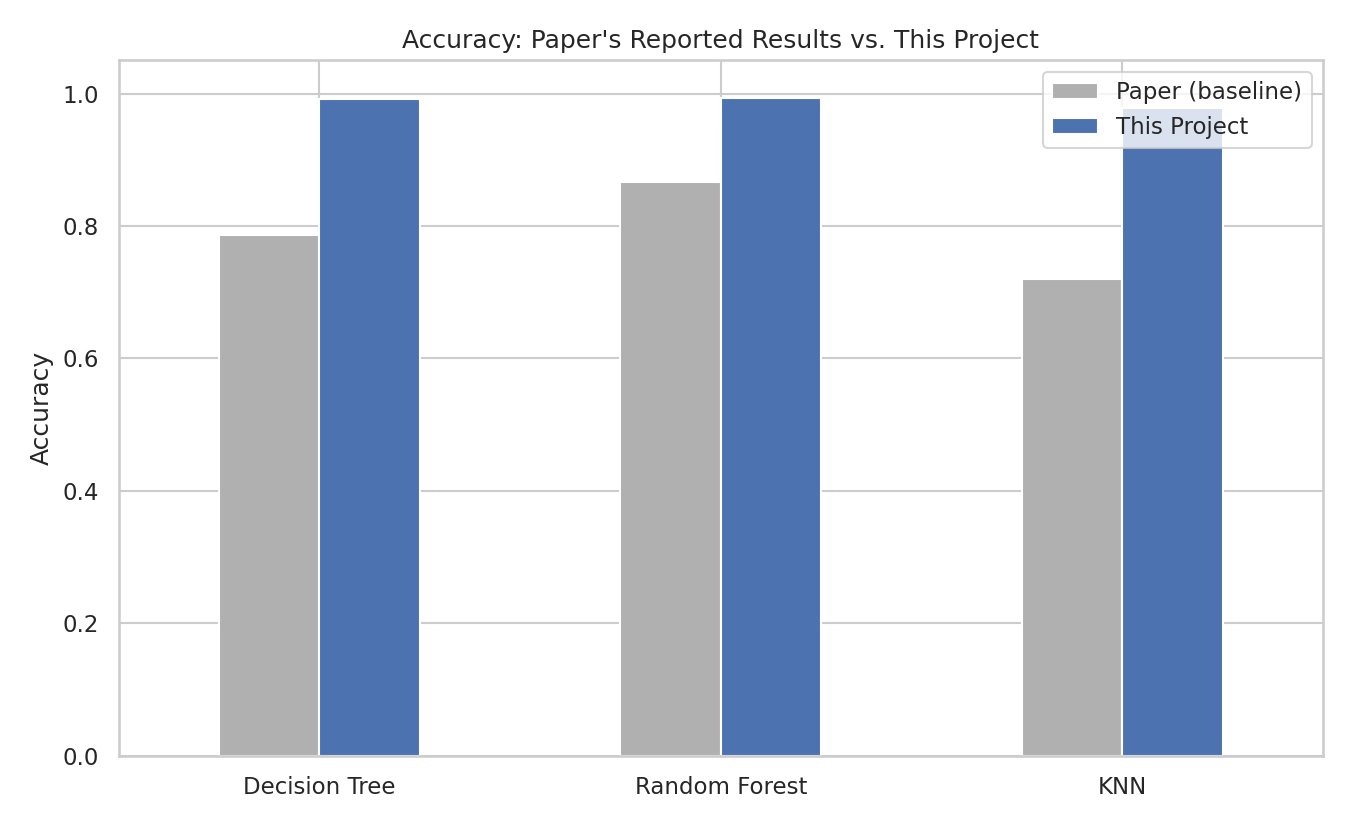 Accuracy: Paper's Reported Results vs. This Project
Paper (baseline)
This Project
1.0
0.8
0.6
0.4
0.2
0.0
Accuracy
Decision Tree
Random Forest
KNN